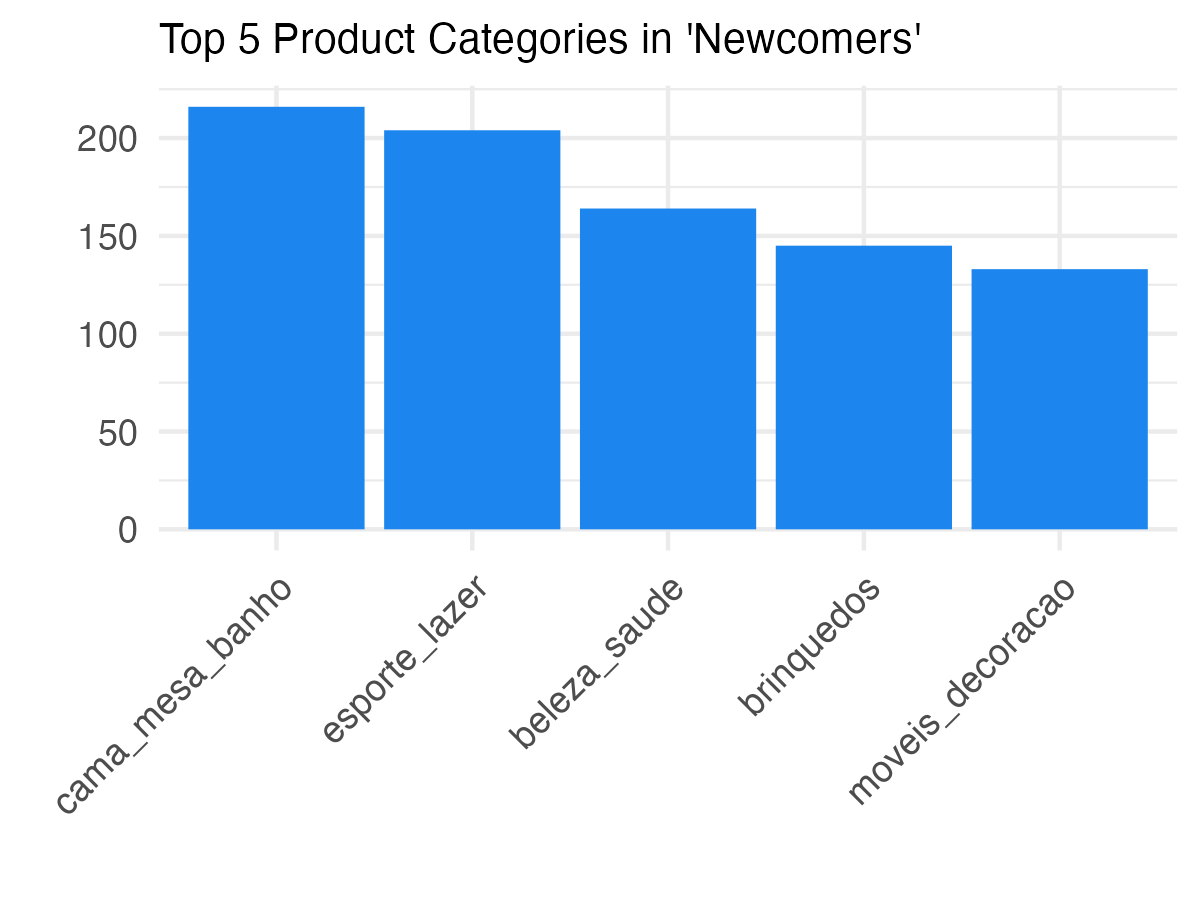 Top 5 Product Categories in 'Newcomers'
200
150
100
50
0
cama_mesa_banho
esporte_lazer
beleza_saude
brinquedos
moveis_decoracao